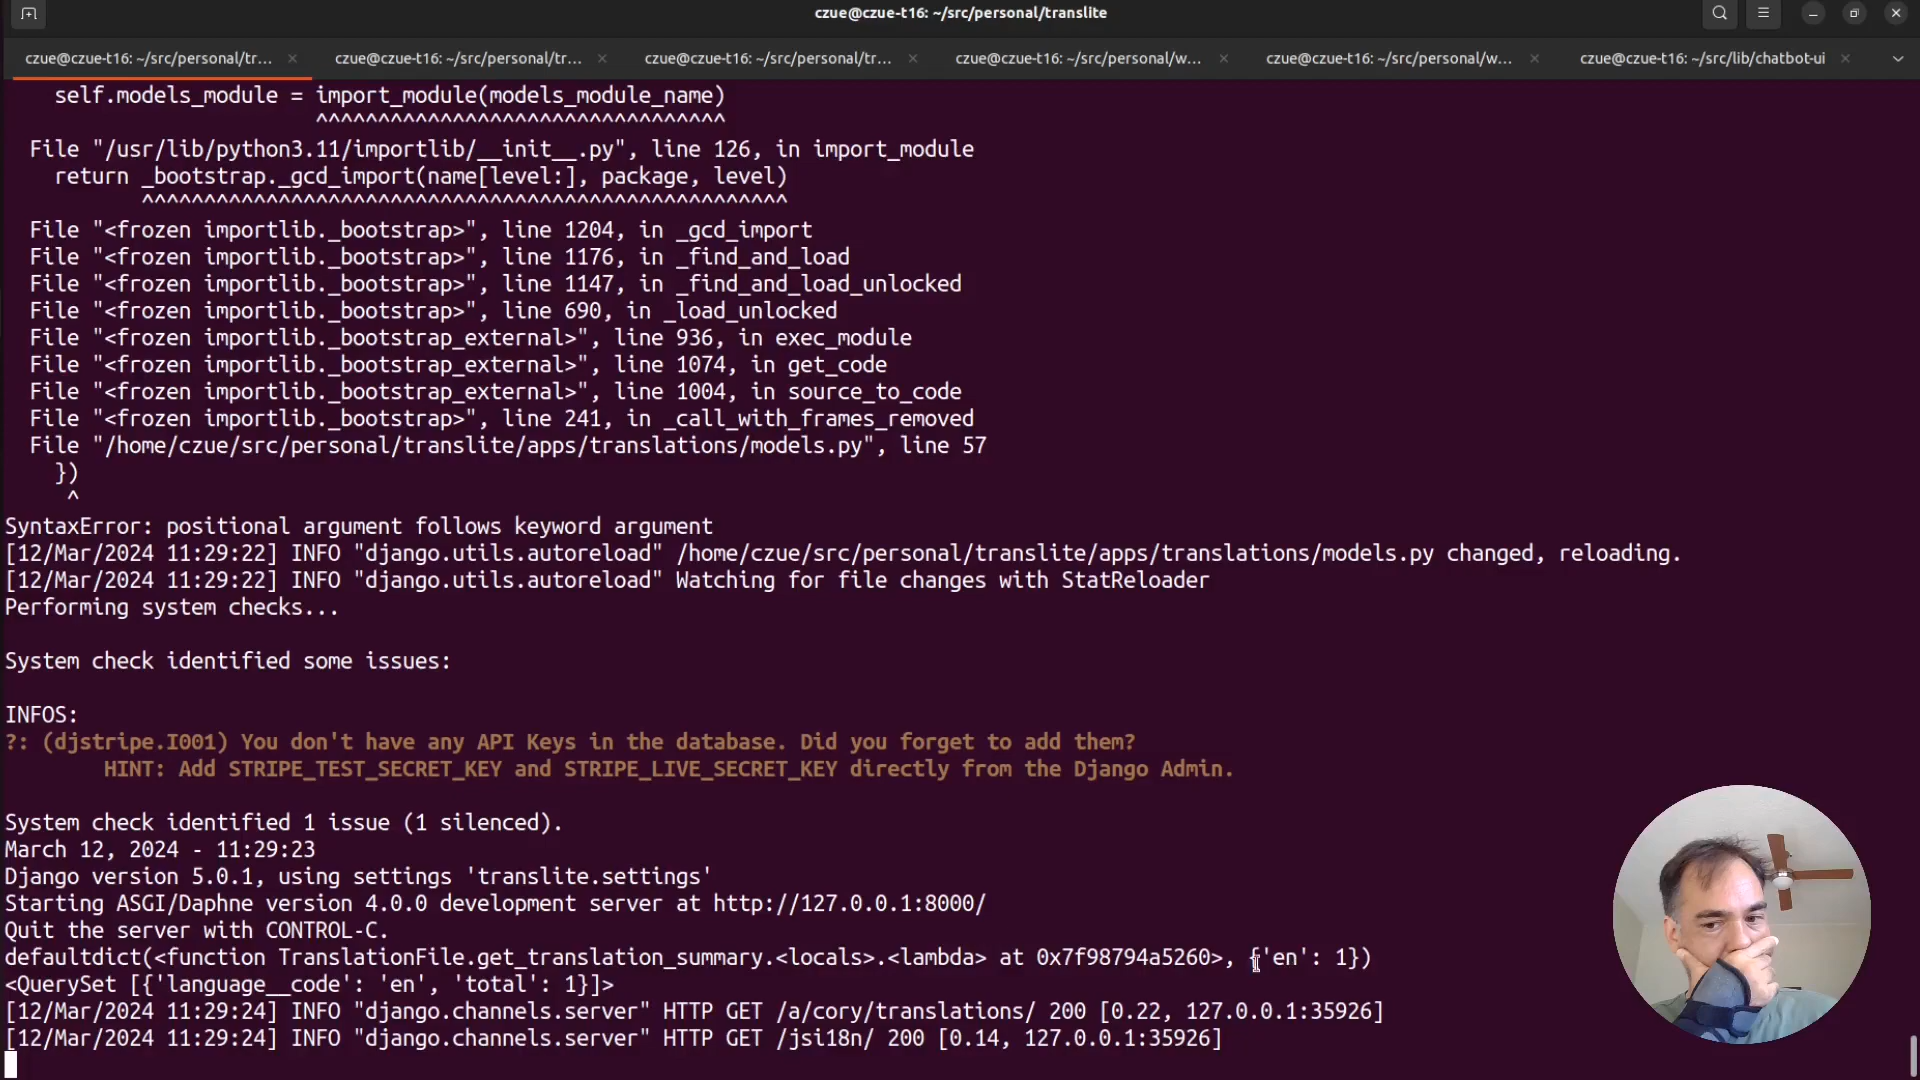 czue@czue-t16: ~/src/personal/translite
czue@czue-t16: ~/src/personal/tr... czue@czue-t16: ~/src/personal/tr... czue@czue-t16: ~/src/personal/tr... czue@czue-t16: ~/src/personal/w... czue@czue-t16: ~/src/personal/w... czue@czue-t16: ~/src/lib/chatbot-ui
    self.models_module = import_module(models_module_name)
                         ^^^^^^^^^^^^^^^^^^^^^^^^^^^^^^^^^
  File "/usr/lib/python3.11/importlib/__init__.py", line 126, in import_module
    return _bootstrap._gcd_import(name[level:], package, level)
           ^^^^^^^^^^^^^^^^^^^^^^^^^^^^^^^^^^^^^^^^^^^^^^^^^^^^
  File "<frozen importlib._bootstrap>", line 1204, in _gcd_import
  File "<frozen importlib._bootstrap>", line 1176, in _find_and_load
  File "<frozen importlib._bootstrap>", line 1147, in _find_and_load_unlocked
  File "<frozen importlib._bootstrap>", line 690, in _load_unlocked
  File "<frozen importlib._bootstrap_external>", line 936, in exec_module
  File "<frozen importlib._bootstrap_external>", line 1074, in get_code
  File "<frozen importlib._bootstrap_external>", line 1004, in source_to_code
  File "<frozen importlib._bootstrap>", line 241, in _call_with_frames_removed
  File "/home/czue/src/personal/translite/apps/translations/models.py", line 57
    })
     ^
SyntaxError: positional argument follows keyword argument
[12/Mar/2024 11:29:22] INFO "django.utils.autoreload" /home/czue/src/personal/translite/apps/translations/models.py changed, reloading.
[12/Mar/2024 11:29:22] INFO "django.utils.autoreload" Watching for file changes with StatReloader
Performing system checks...
System check identified some issues:
INFOS:
?: (djstripe.I001) You don't have any API Keys in the database. Did you forget to add them?
        HINT: Add STRIPE_TEST_SECRET_KEY and STRIPE_LIVE_SECRET_KEY directly from the Django Admin.
System check identified 1 issue (1 silenced).
March 12, 2024 - 11:29:23
Django version 5.0.1, using settings 'translite.settings'
Starting ASGI/Daphne version 4.0.0 development server at http://127.0.0.1:8000/
Quit the server with CONTROL-C.
defaultdict(<function TranslationFile.get_translation_summary.<locals>.<lambda> at 0x7f98794a5260>, {'en': 1})
<QuerySet [{'language__code': 'en', 'total': 1}]>
[12/Mar/2024 11:29:24] INFO "django.channels.server" HTTP GET /a/cory/translations/ 200 [0.22, 127.0.0.1:35926]
[12/Mar/2024 11:29:24] INFO "django.channels.server" HTTP GET /jsi18n/ 200 [0.14, 127.0.0.1:35926]